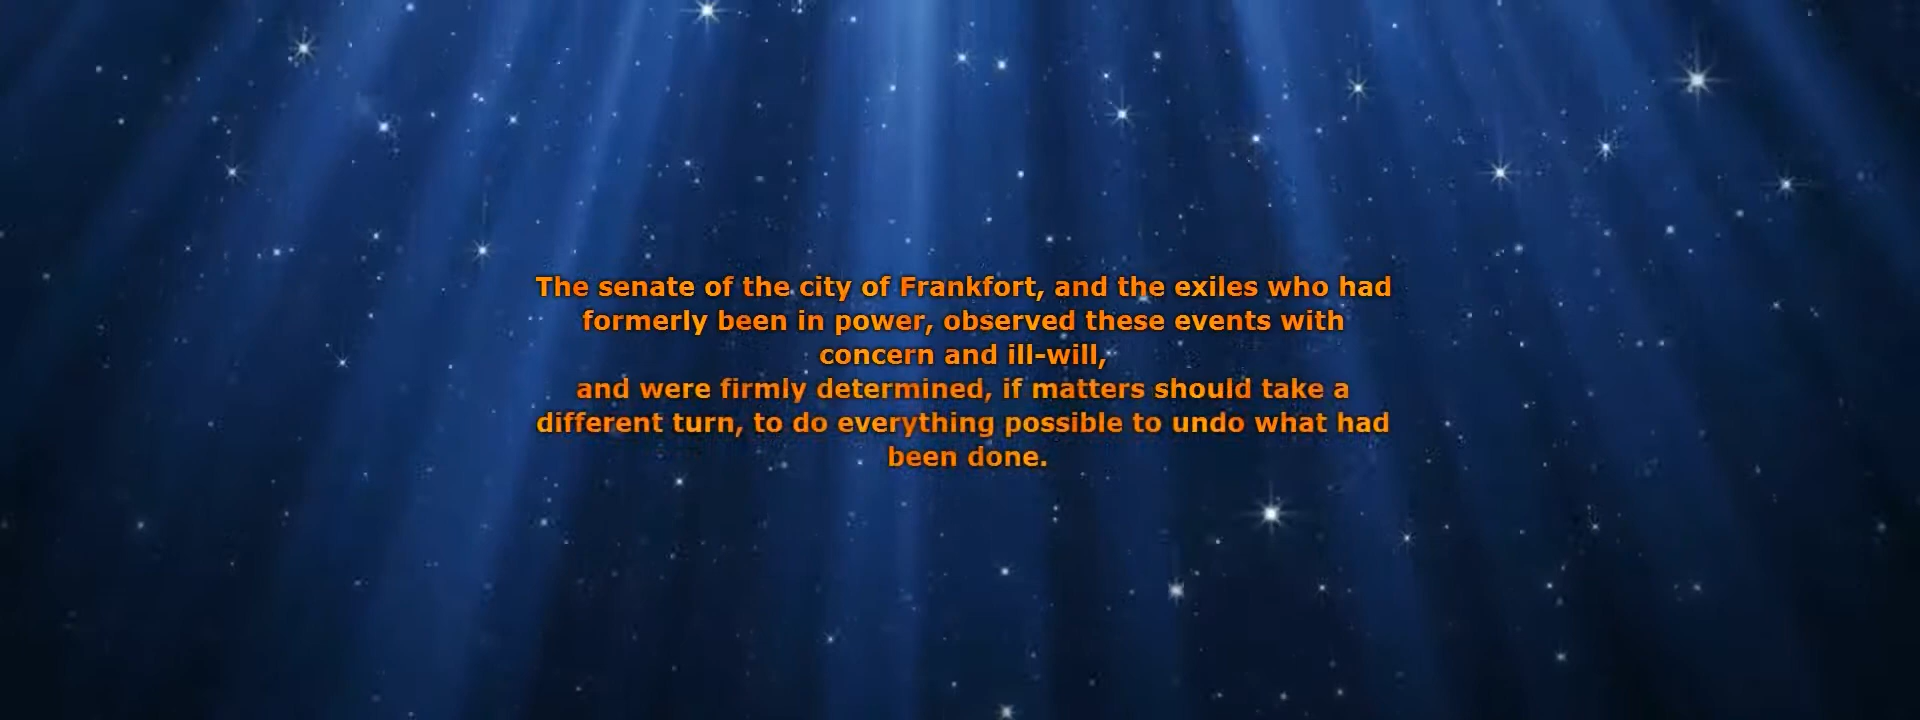 The senate of the city of Frankfort, and the exiles who had
formerly been in power, observed these events with
concern and ill-will,
and were firmly determined, if matters should take a
different turn, to do everything possible to undo what had
been done.